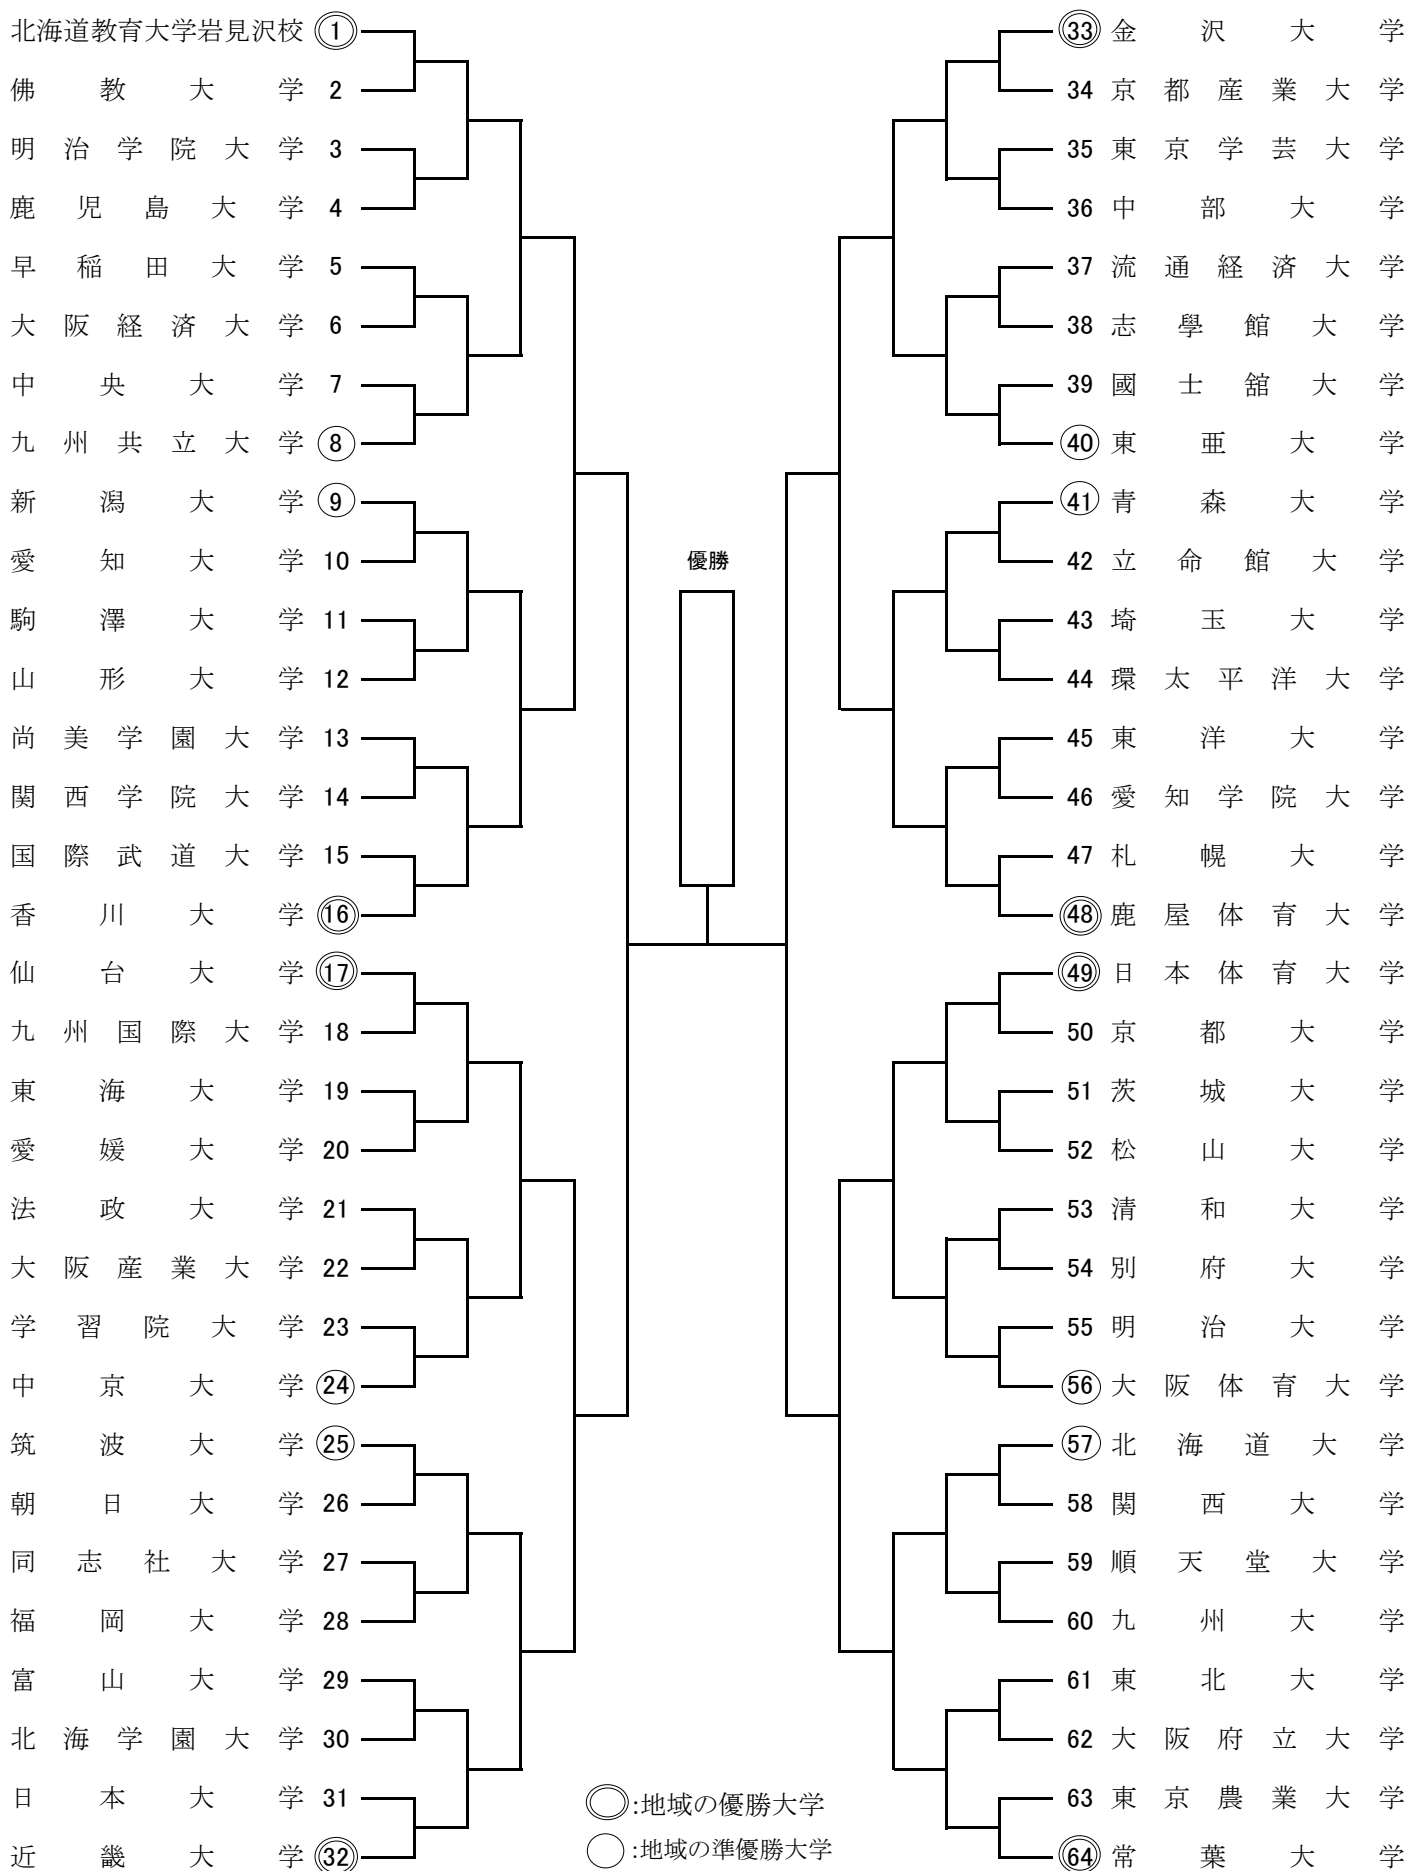 北海道教育大学岩見沢校 1
佛教大学 2
明治学院大学 3
鹿児島大学 4
早稲田大学 5
大阪経済大学 6
中央大学 7
九州共立大学 8
新潟大学 9
愛知大学 10
駒澤大学 11
山形大学 12
尚美学園大学 13
関西学院大学 14
国際武道大学 15
香川大学 16
仙台大学 17
九州国際大学 18
東海大学 19
愛媛大学 20
法政大学 21
大阪産業大学 22
学習院大学 23
中京大学 24
筑波大学 25
朝日大学 26
同志社大学 27
福岡大学 28
富山大学 29
北海学園大学 30
日本大学 31
近畿大学 32
優勝
◎:地域の優勝大学
○:地域の準優勝大学
33 金沢大学
34 京都産業大学
35 東京学芸大学
36 中部大学
37 流通経済大学
38 志學館大学
39 國士舘大学
40 東亜大学
41 青森大学
42 立命館大学
43 埼玉大学
44 環太平洋大学
45 東洋大学
46 愛知学院大学
47 札幌大学
48 鹿屋体育大学
49 日本体育大学
50 京都大学
51 茨城大学
52 松山大学
53 清和大学
54 別府大学
55 明治大学
56 大阪体育大学
57 北海道大学
58 関西大学
59 順天堂大学
60 九州大学
61 東北大学
62 大阪府立大学
63 東京農業大学
64 常葉大学